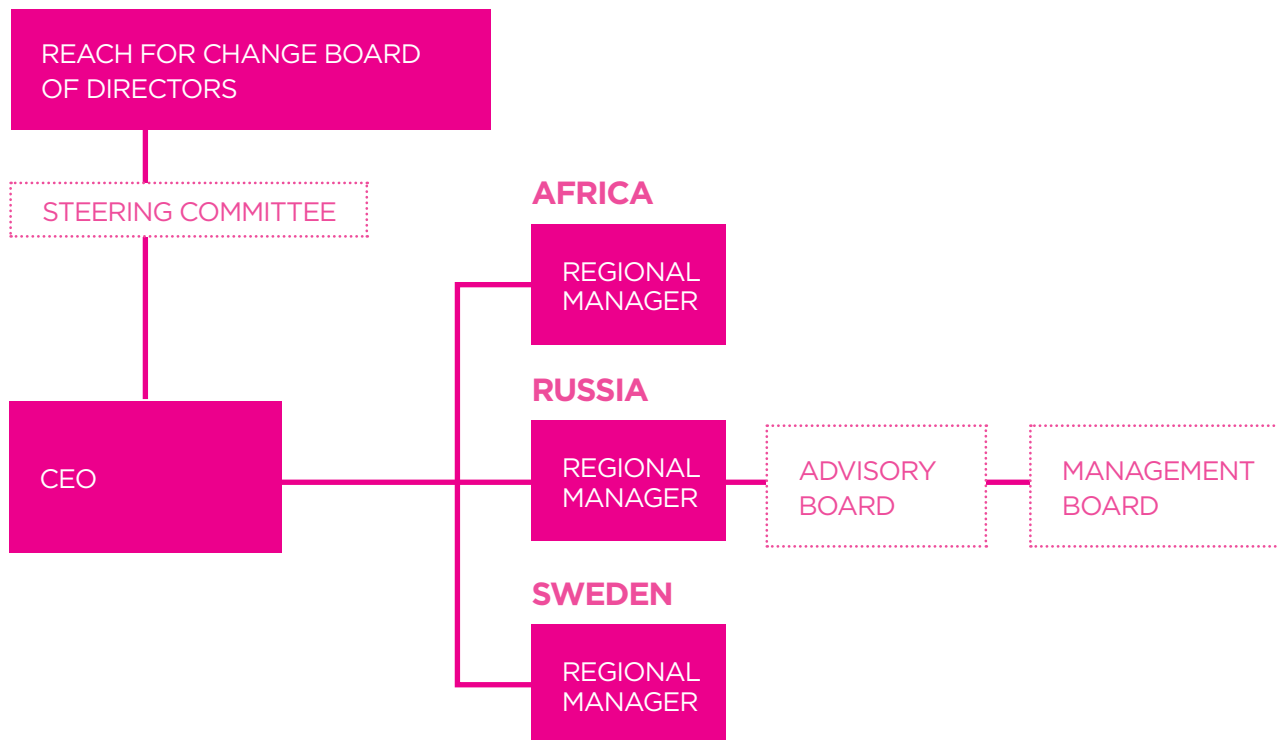 REACH FOR CHANGE BOARD
OF DIRECTORS
STEERING COMMITTEE
CEO
AFRICA
REGIONAL
MANAGER
RUSSIA
REGIONAL
MANAGER
ADVISORY
BOARD
MANAGEMENT
BOARD
SWEDEN
REGIONAL
MANAGER